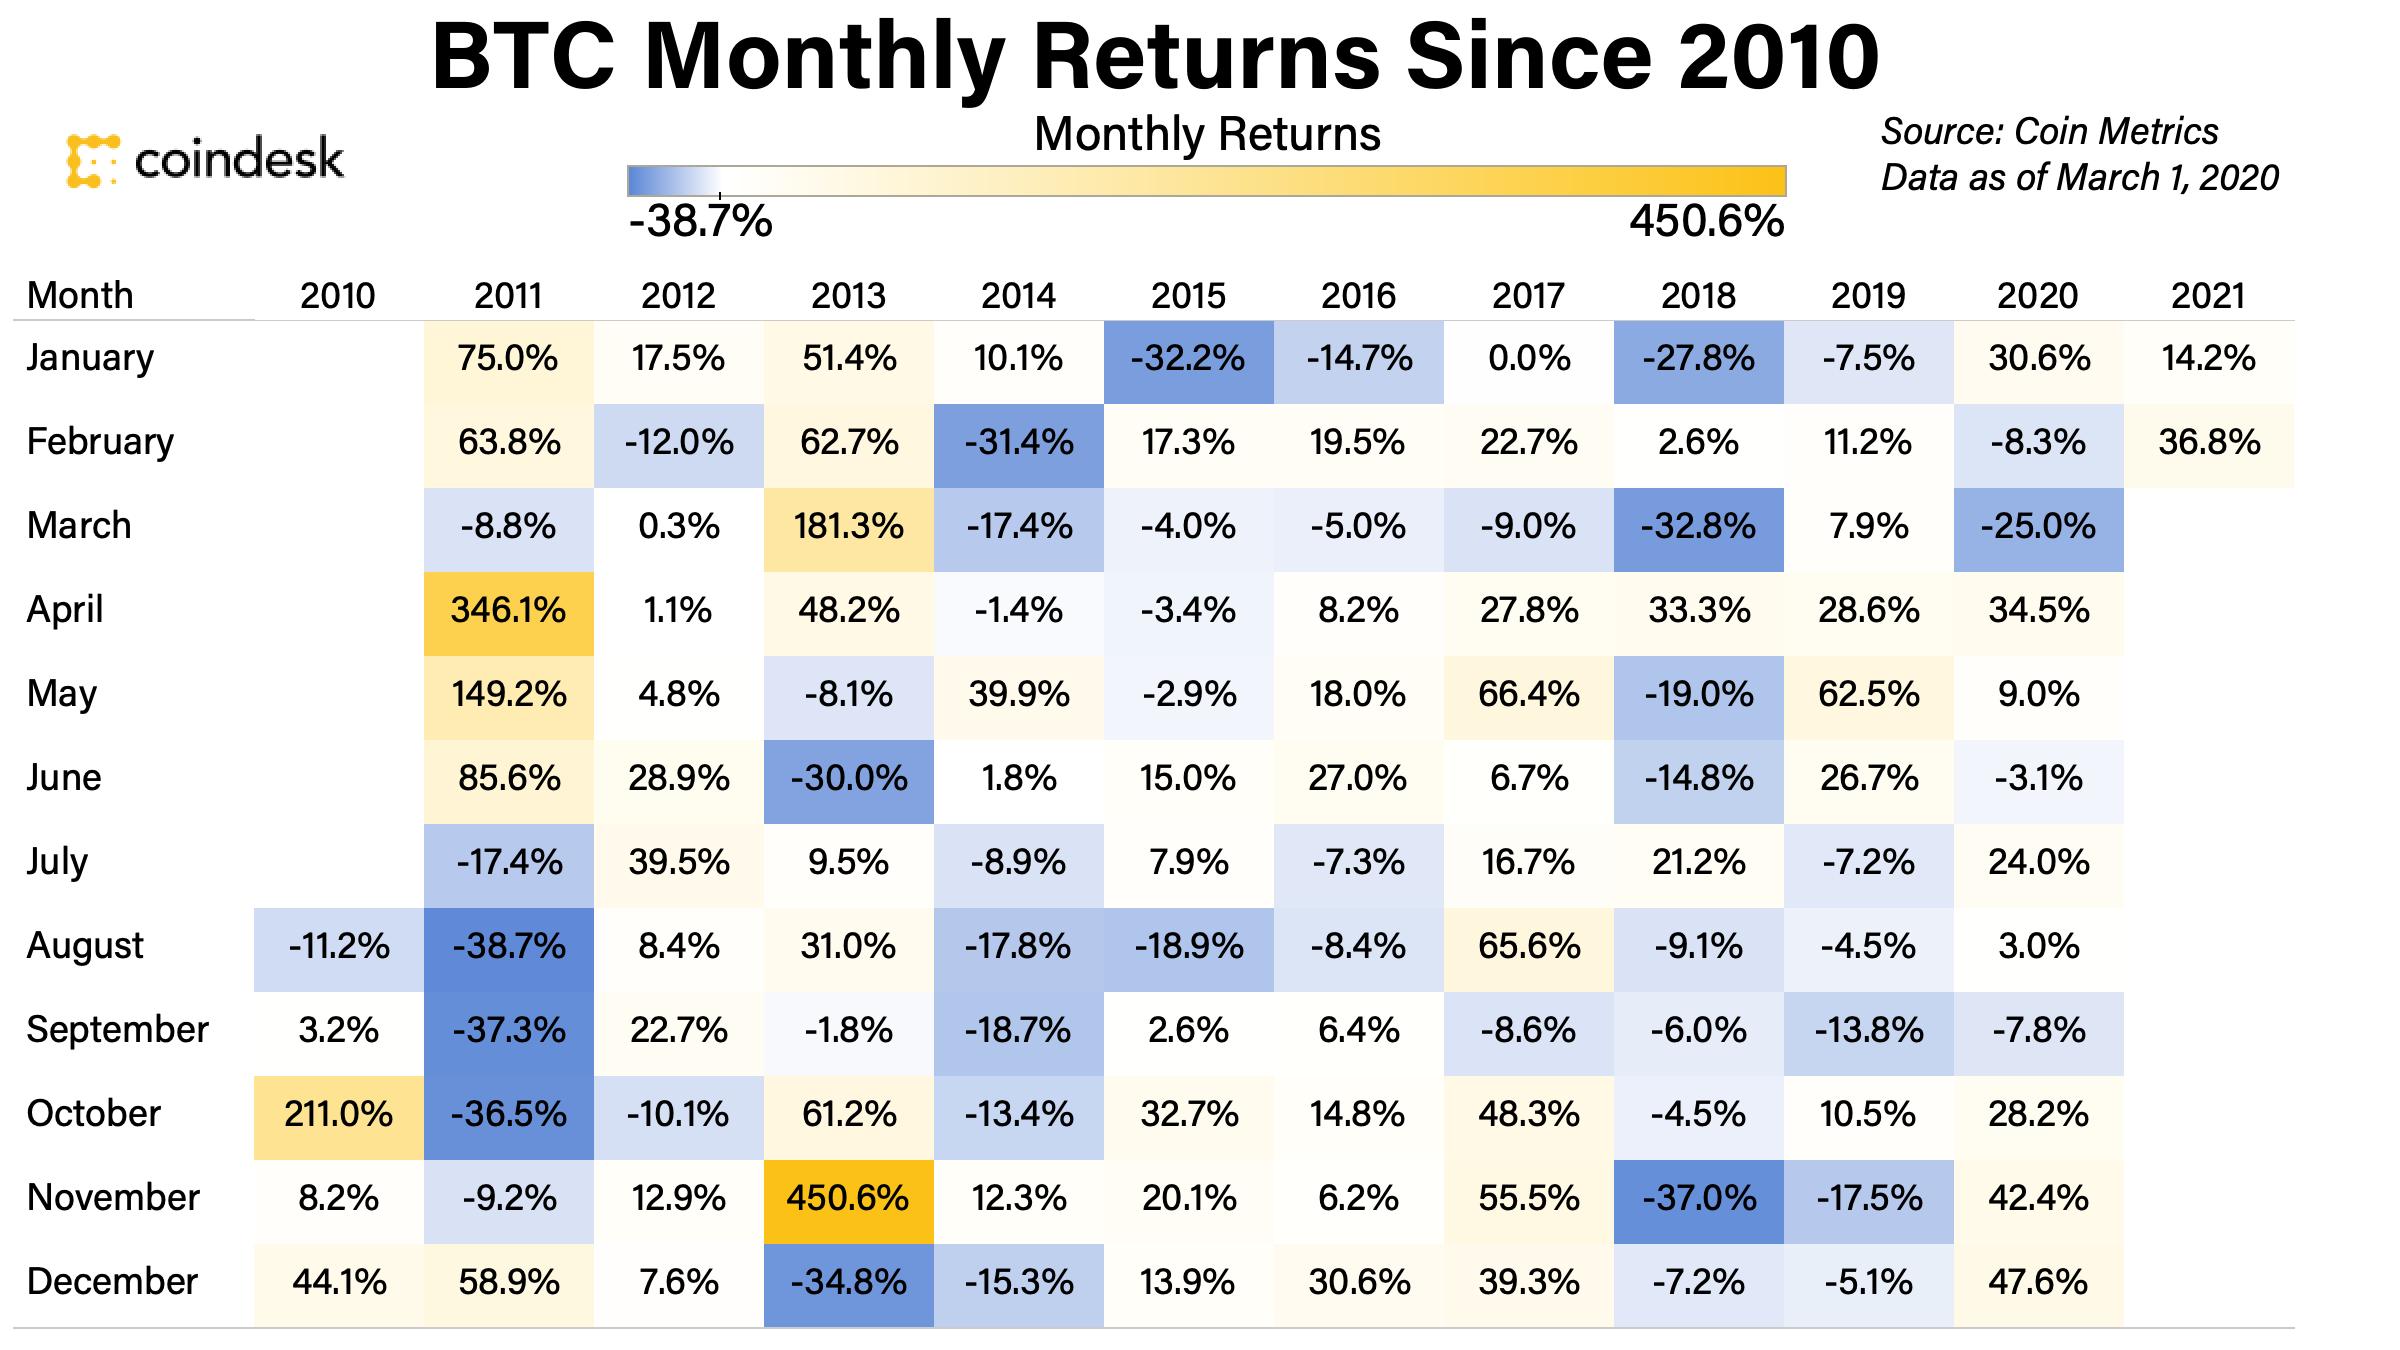 BTC Monthly Returns Since 2010
coindesk
Monthly Returns
-38.7% 450.6%
Source: Coin Metrics
Data as of March 1, 2020
Month 2010 2011 2012 2013 2014 2015 2016 2017 2018 2019 2020 2021
January 75.0% 17.5% 51.4% 10.1% -32.2% -14.7% 0.0% -27.8% -7.5% 30.6% 14.2%
February 63.8% -12.0% 62.7% -31.4% 17.3% 19.5% 22.7% 2.6% 11.2% -8.3% 36.8%
March -8.8% 0.3% 181.3% -17.4% -4.0% -5.0% -9.0% -32.8% 7.9% -25.0%
April 346.1% 1.1% 48.2% -1.4% -3.4% 8.2% 27.8% 33.3% 28.6% 34.5%
May 149.2% 4.8% -8.1% 39.9% -2.9% 18.0% 66.4% -19.0% 62.5% 9.0%
June 85.6% 28.9% -30.0% 1.8% 15.0% 27.0% 6.7% -14.8% 26.7% -3.1%
July -17.4% 39.5% 9.5% -8.9% 7.9% -7.3% 16.7% 21.2% -7.2% 24.0%
August -11.2% -38.7% 8.4% 31.0% -17.8% -18.9% -8.4% 65.6% -9.1% -4.5% 3.0%
September 3.2% -37.3% 22.7% -1.8% -18.7% 2.6% 6.4% -8.6% -6.0% -13.8% -7.8%
October 211.0% -36.5% -10.1% 61.2% -13.4% 32.7% 14.8% 48.3% -4.5% 10.5% 28.2%
November 8.2% -9.2% 12.9% 450.6% 12.3% 20.1% 6.2% 55.5% -37.0% -17.5% 42.4%
December 44.1% 58.9% 7.6% -34.8% -15.3% 13.9% 30.6% 39.3% -7.2% -5.1% 47.6%